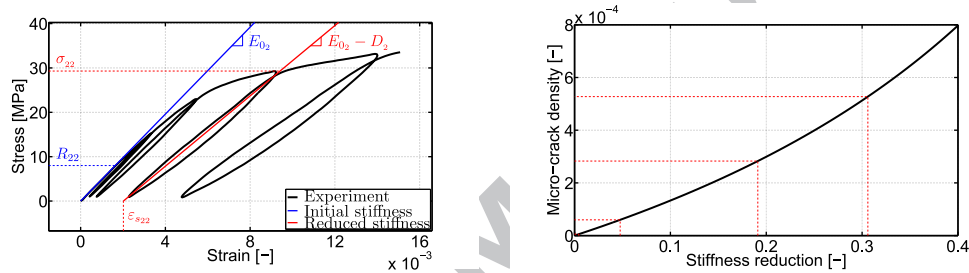 40
30
20
10
0
0
4
8
12
16
× 10⁻³
Stress [MPa]
Strain [−]
σ₂₂
R₂₂
εₛ₂₂
E₀₂
E₀₂ − D₂
Experiment
Initial stiffness
Reduced stiffness
8 × 10⁻⁴
6
4
2
0
0
0.1
0.2
0.3
0.4
Micro−crack density [−]
Stiffness reduction [−]